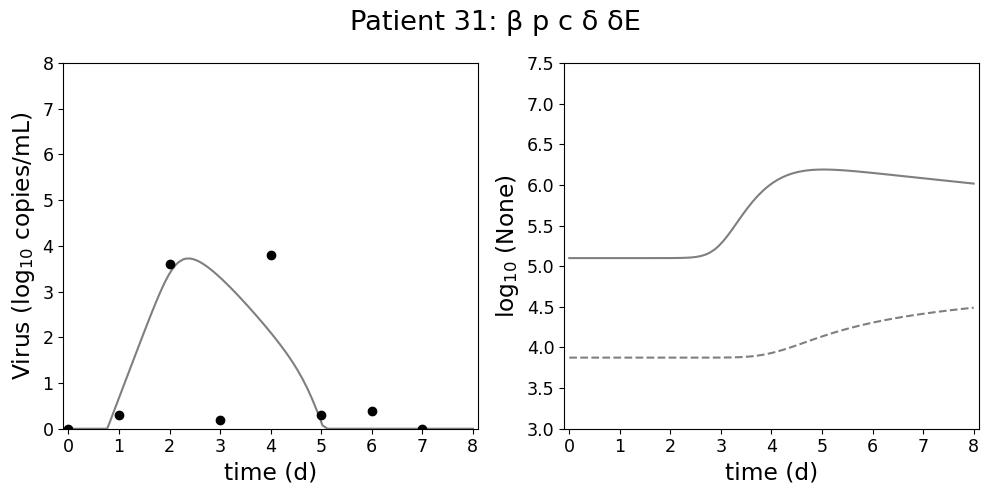 Patient 31: β p c δ δE
Virus (log₁₀ copies/mL)
8
7
6
5
4
3
2
1
0
0 1 2 3 4 5 6 7 8
time (d)
log₁₀ (None)
7.5
7.0
6.5
6.0
5.5
5.0
4.5
4.0
3.5
3.0
0 1 2 3 4 5 6 7 8
time (d)